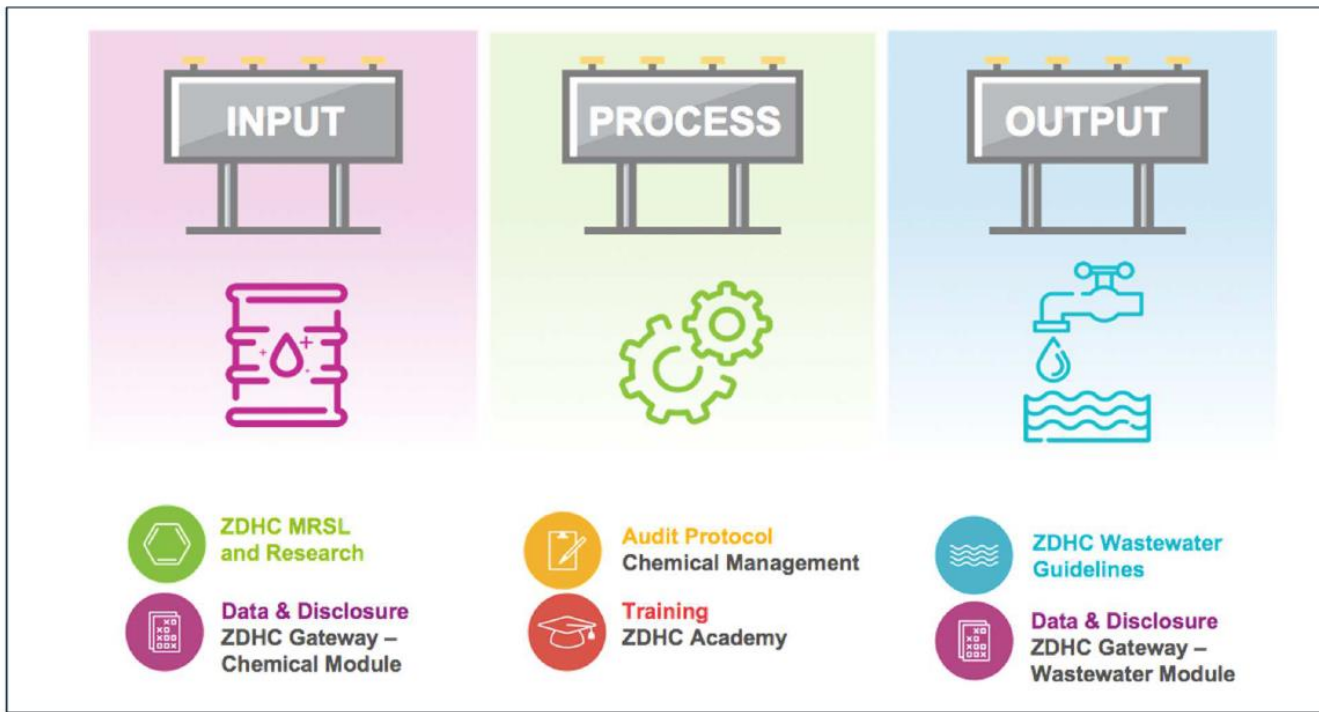 INPUT
PROCESS
OUTPUT
ZDHC MRSL
and Research
Data & Disclosure
ZDHC Gateway –
Chemical Module
Audit Protocol
Chemical Management
Training
ZDHC Academy
ZDHC Wastewater
Guidelines
Data & Disclosure
ZDHC Gateway –
Wastewater Module